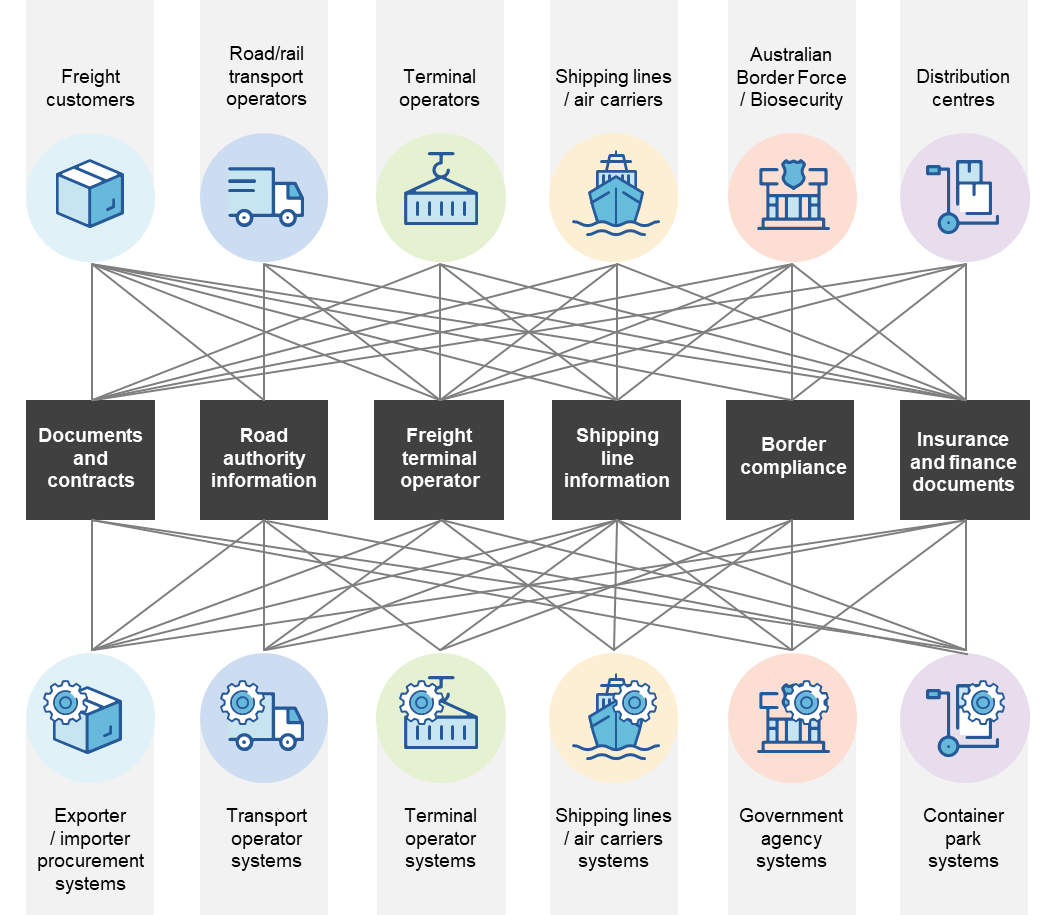 Freight
customers
Road/rail
transport
operators
Terminal
operators
Shipping lines
/ air carriers
Australian
Border Force
/ Biosecurity
Distribution
centres
Documents
and
contracts
Road
authority
information
Freight
terminal
operator
Shipping
line
information
Border
compliance
Insurance
and finance
documents
Exporter
/ importer
procurement
systems
Transport
operator
systems
Terminal
operator
systems
Shipping lines
/ air carriers
systems
Government
agency
systems
Container
park
systems